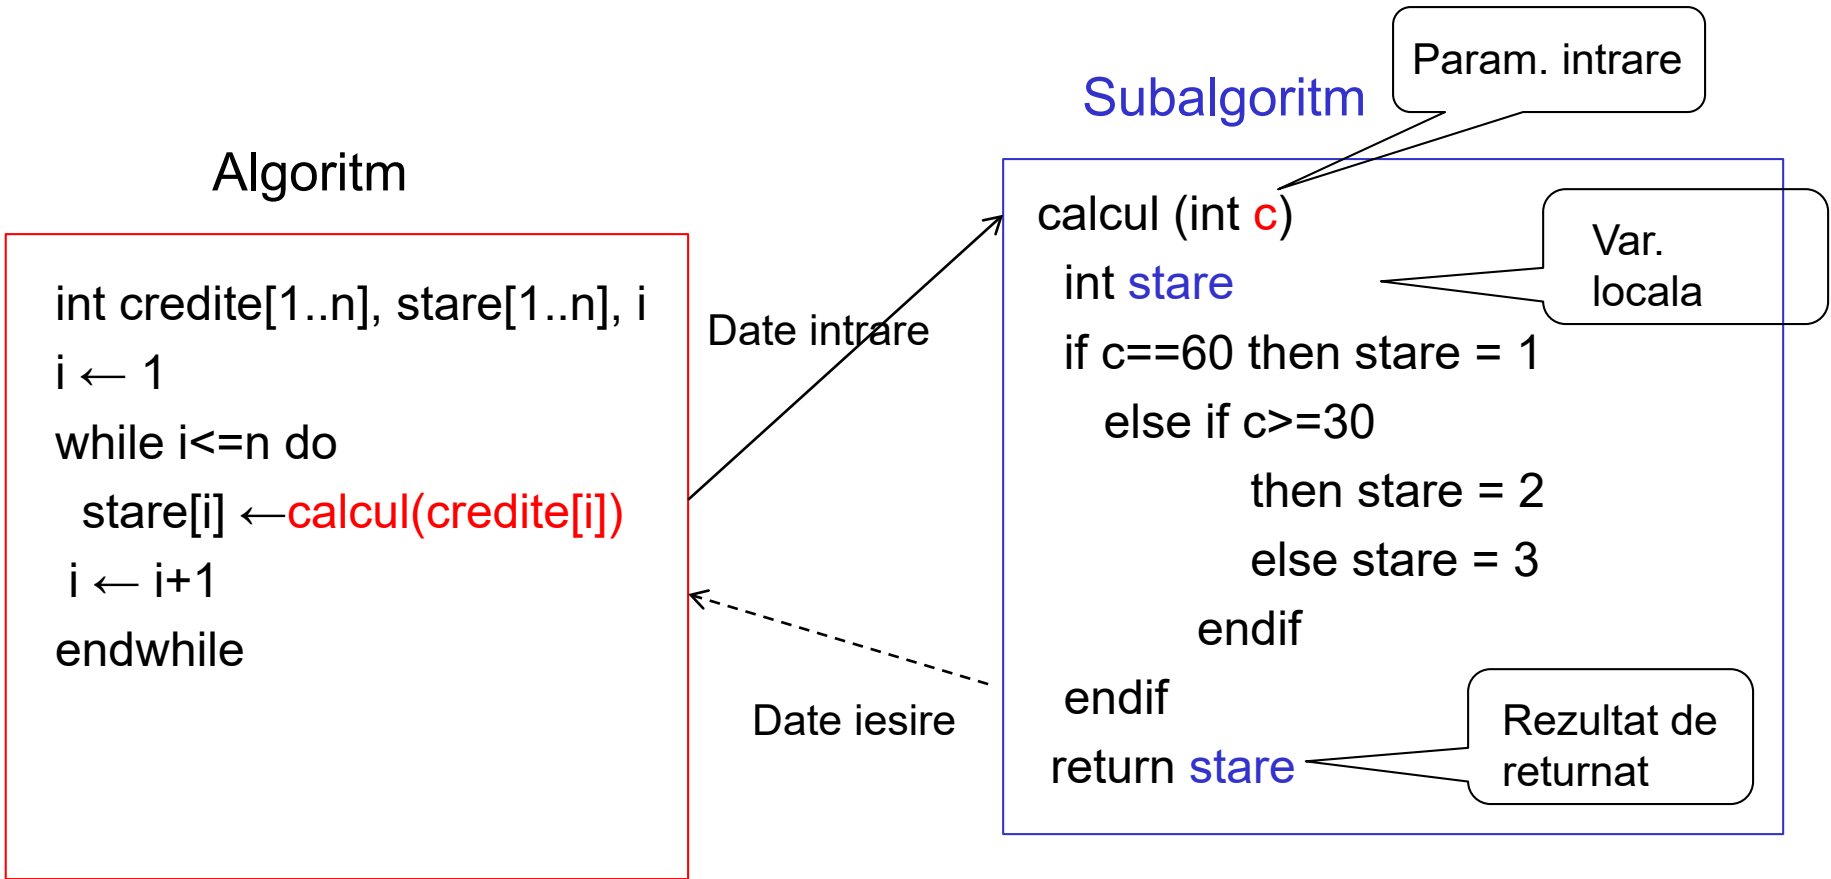 Algoritm
int credite[1..n], stare[1..n], i
i ← 1
while i<=n do
stare[i] ←calcul(credite[i])
i ← i+1
endwhile
Date intrare
Date iesire
Subalgoritm
Param. intrare
calcul (int c)
int stare
Var.
locala
if c==60 then stare = 1
else if c>=30
then stare = 2
else stare = 3
endif
endif
return stare
Rezultat de
returnat